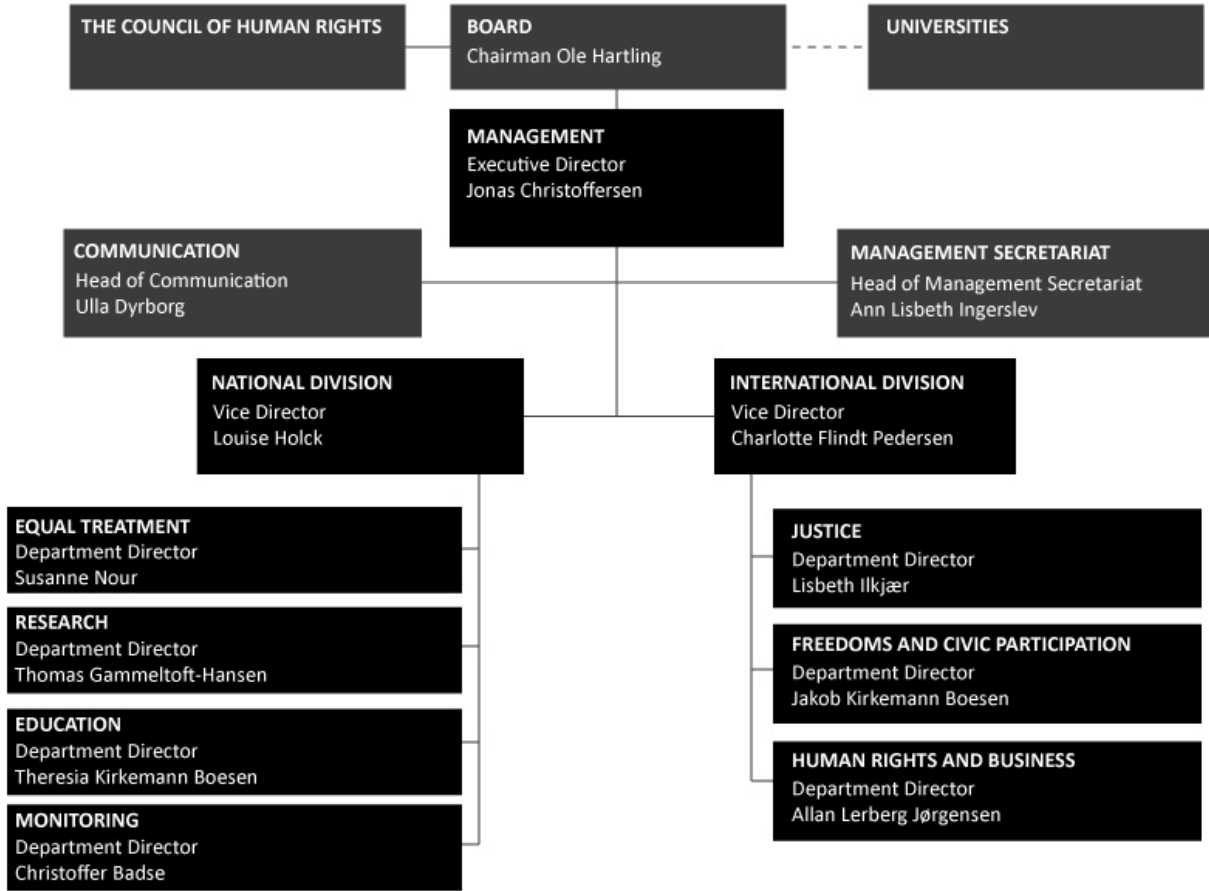 THE COUNCIL OF HUMAN RIGHTS
BOARD
Chairman Ole Hartling
UNIVERSITIES
MANAGEMENT
Executive Director
Jonas Christoffersen
COMMUNICATION
Head of Communication
Ulla Dyrborg
MANAGEMENT SECRETARIAT
Head of Management Secretariat
Ann Lisbeth Ingerslev
NATIONAL DIVISION
Vice Director
Louise Holck
INTERNATIONAL DIVISION
Vice Director
Charlotte Flindt Pedersen
EQUAL TREATMENT
Department Director
Susanne Nour
RESEARCH
Department Director
Thomas Gammeltoft-Hansen
EDUCATION
Department Director
Theresia Kirkemann Boesen
MONITORING
Department Director
Christoffer Badse
JUSTICE
Department Director
Lisbeth Ilkjær
FREEDOMS AND CIVIC PARTICIPATION
Department Director
Jakob Kirkemann Boesen
HUMAN RIGHTS AND BUSINESS
Department Director
Allan Lerberg Jørgensen